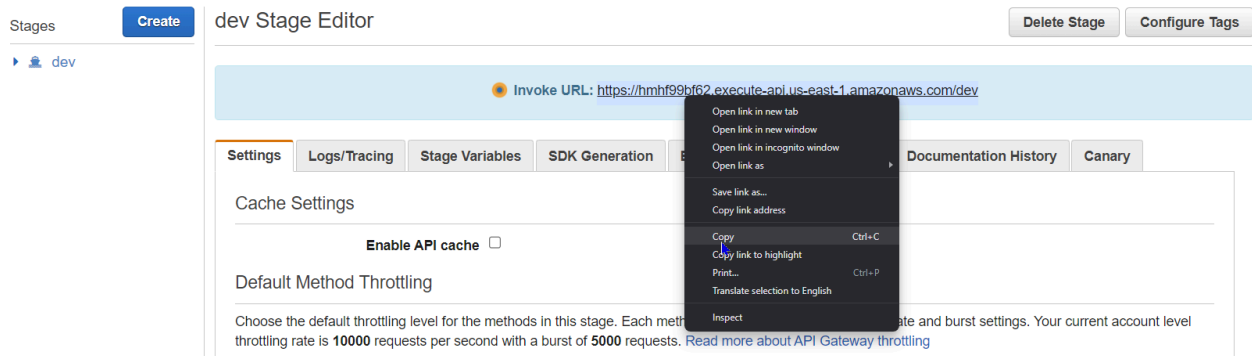 Stages
Create
dev
dev Stage Editor
Delete Stage
Configure Tags
Invoke URL: https://hmhf99bf62.execute-api.us-east-1.amazonaws.com/dev
Settings
Logs/Tracing
Stage Variables
SDK Generation
Documentation History
Canary
Cache Settings
Enable API cache
Default Method Throttling
Choose the default throttling level for the methods in this stage. Each and burst settings. Your current account level
throttling rate is 10000 requests per second with a burst of 5000 requests. Read more about API Gateway throttling
Open link in new tab
Open link in new window
Open link in incognito window
Open link as
Save link as...
Copy link address
Copy Ctrl+C
Copy link to highlight
Print... Ctrl+P
Translate selection to English
Inspect